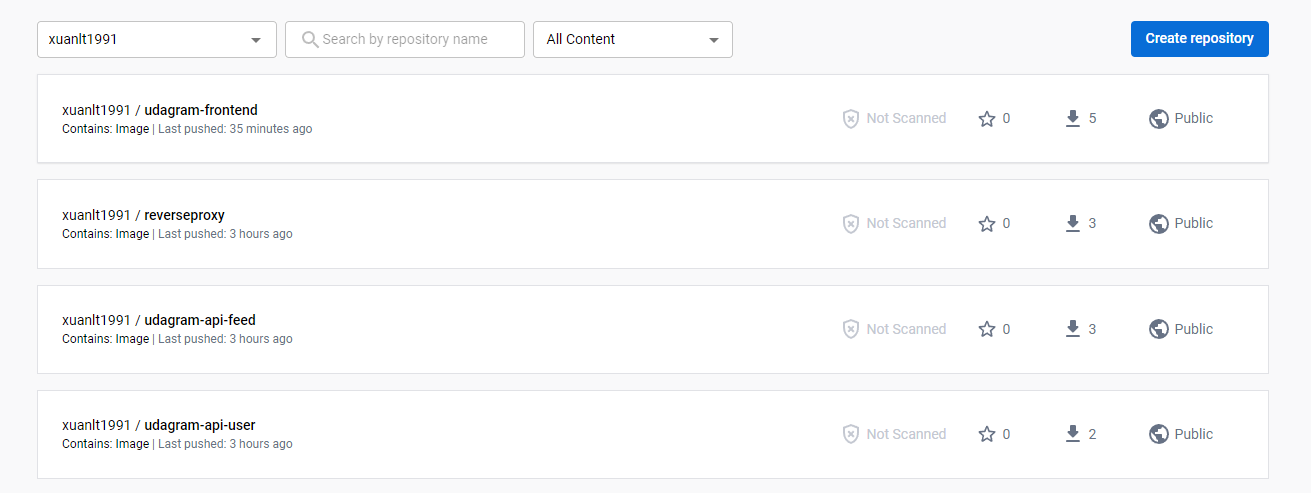 xuanlt1991 Search by repository name All Content Create repository
xuanlt1991 / udagram-frontend
Contains: Image | Last pushed: 35 minutes ago
Not Scanned 0 5 Public
xuanlt1991 / reverseproxy
Contains: Image | Last pushed: 3 hours ago
Not Scanned 0 3 Public
xuanlt1991 / udagram-api-feed
Contains: Image | Last pushed: 3 hours ago
Not Scanned 0 3 Public
xuanlt1991 / udagram-api-user
Contains: Image | Last pushed: 3 hours ago
Not Scanned 0 2 Public